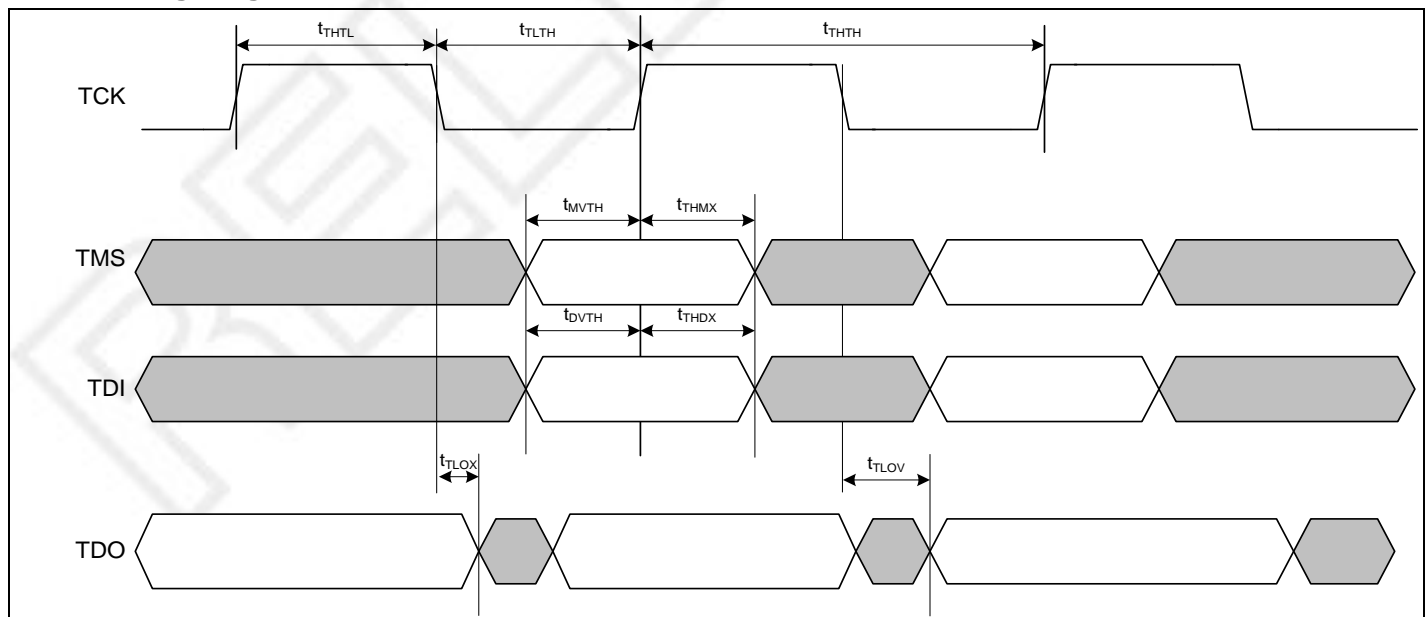 tTHTL tTLTH tTHTH
TCK
tMVTH tTHMX
TMS
tDVTH tTHDX
TDI
tTLOX tTLOV
TDO